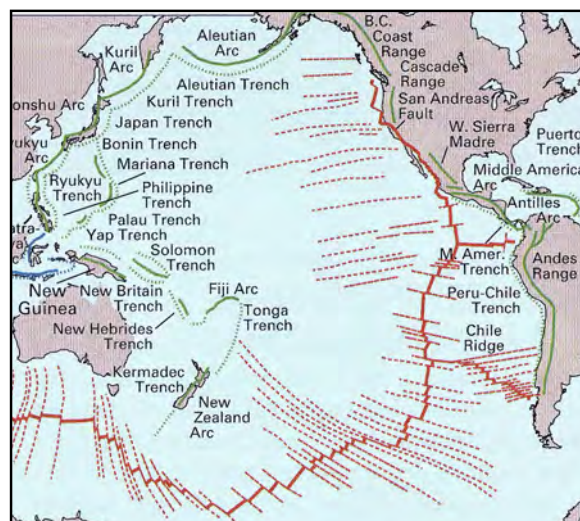 Aleutian
Arc
Kuril
Arc
Aleutian Trench
Kuril Trench
Japan Trench
Bonin Trench
Mariana Trench
onshu Arc
yukyu
Arc
Ryukyu
Trench
Philippine
Trench
Palau Trench
Yap Trench
Solomon
Trench
New
Guinea
New Britain
Trench
Fiji Arc
Tonga
Trench
New Hebrides
Trench
Kermadec
Trench
New
Zealand
Arc
B.C.
Coast
Range
Cascade
Range
San Andreas
Fault
W. Sierra
Madre
Puerto
Trench
Middle America
Arc
Antilles
Arc
M. Amer.
Trench
Andes
Range
Peru-Chile
Trench
Chile
Ridge